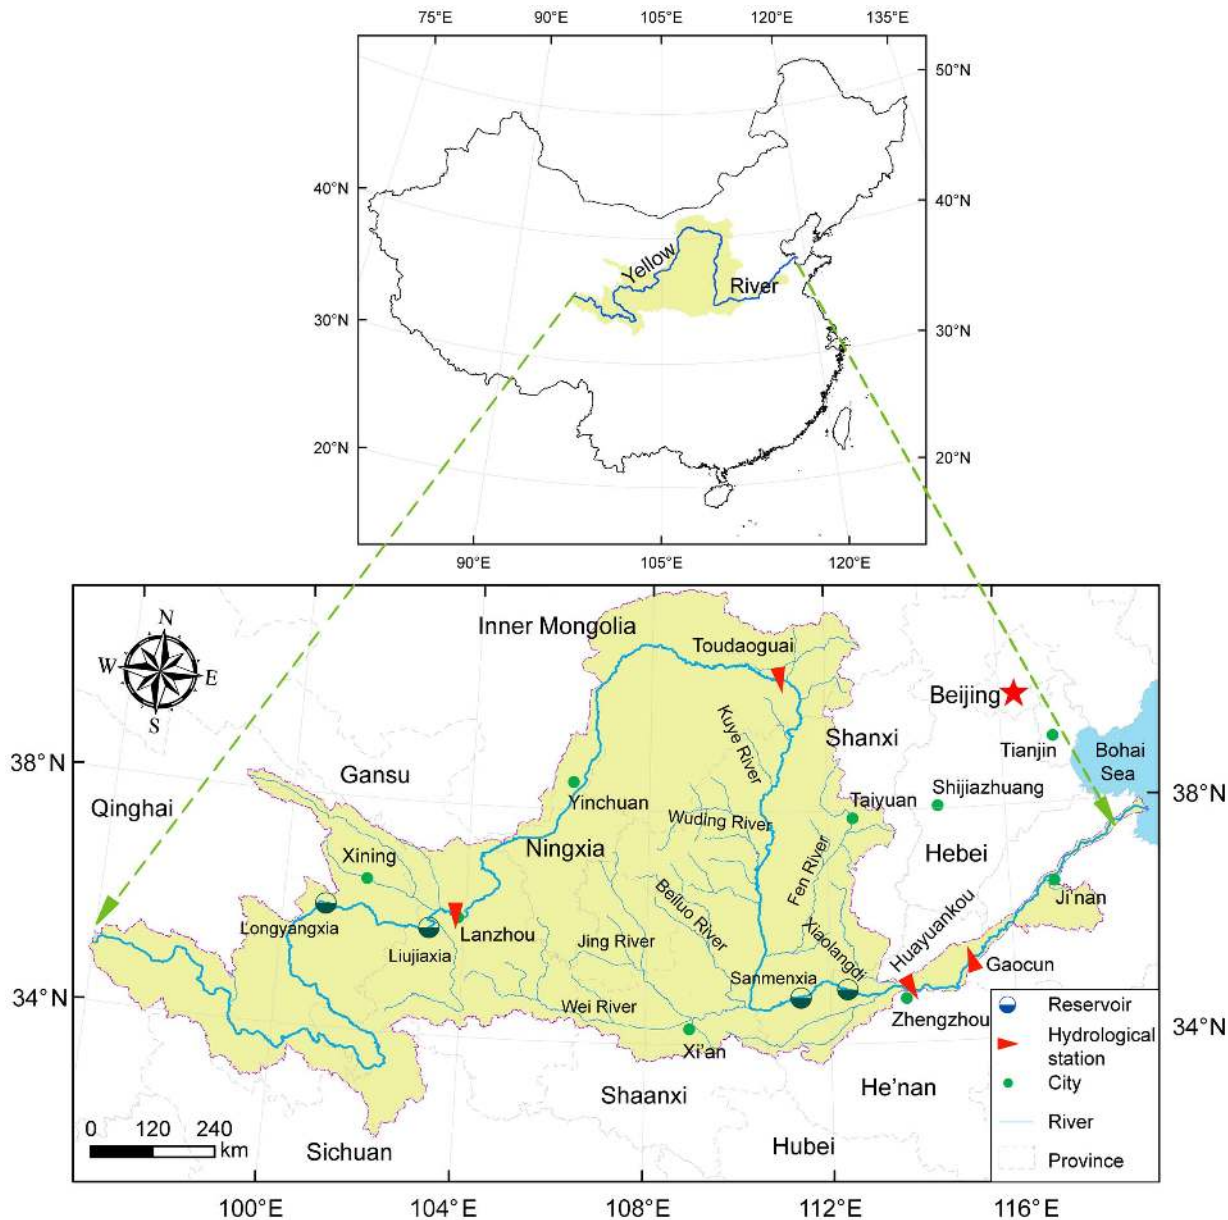 75°E 90°E 105°E 120°E 135°E
50°N
40°N
40°N
Yellow
River
30°N
30°N
20°N
20°N
90°E 105°E 120°E
N
W
E
S
Inner Mongolia
Toudaoguai
Beijing
Kuye River
Shanxi
Tianjin
Bohai
Sea
38°N
Gansu
Qinghai
Yinchuan
Taiyuan
Shijiazhuang
38°N
Wuding River
Xining
Ningxia
Fen River
Hebei
Beiluo River
Ji'nan
Longyangxia
Lanzhou
Liujiaxia
Jing River
Xiaolangdi
Huayuankou
Gaocun
Sanmenxia
34°N
Wei River
Zhengzhou
34°N
Xi'an
Shaanxi
He'nan
Reservoir
Hydrological
station
City
River
Province
0 120 240
km
Sichuan
Hubei
100°E 104°E 108°E 112°E 116°E